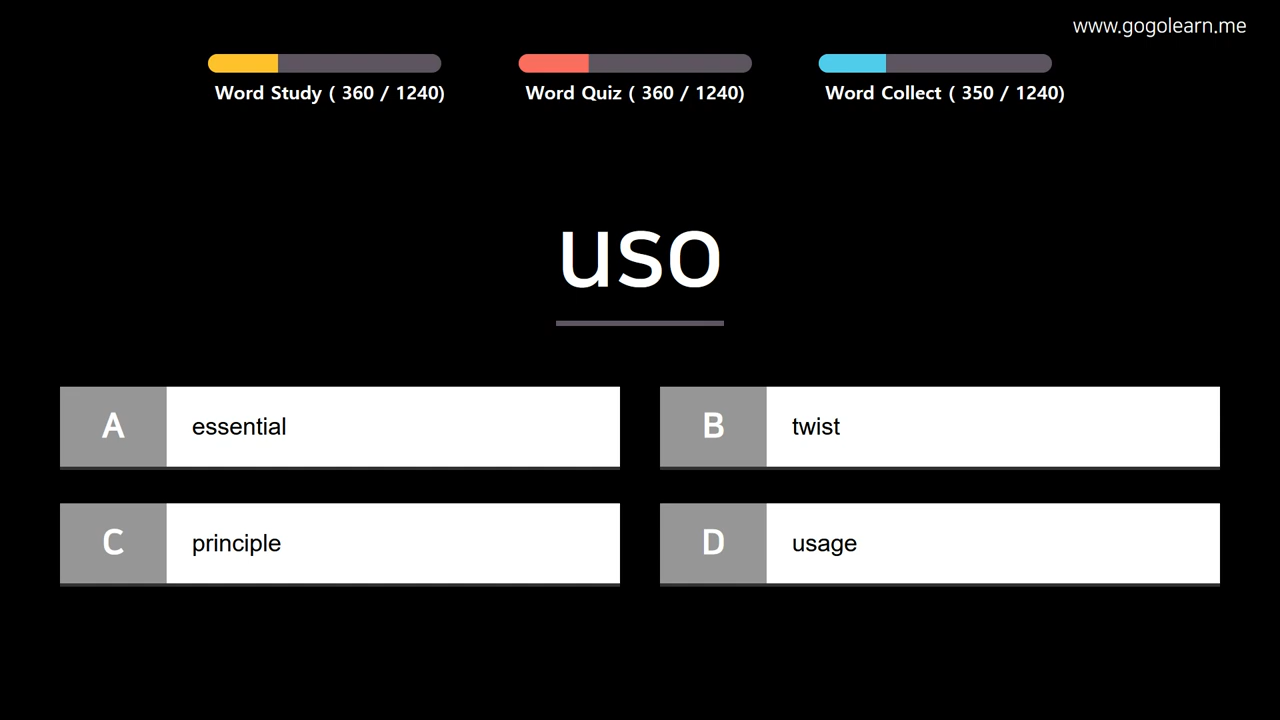 www.gogolearn.me
Word Study ( 360 / 1240)
Word Quiz ( 360 / 1240)
Word Collect ( 350 / 1240)
uso
A essential
B twist
C principle
D usage